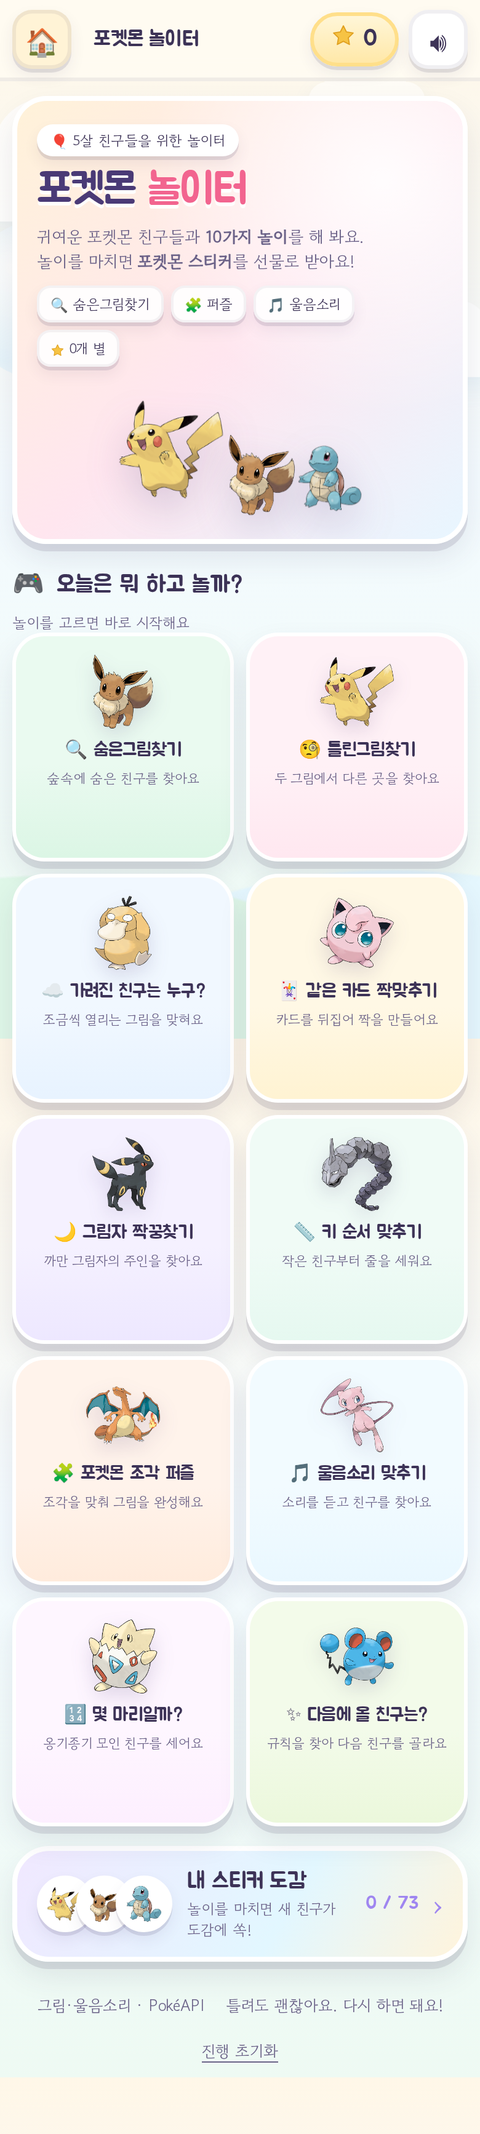 포켓몬 놀이터
0
5살 친구들을 위한 놀이터
포켓몬 놀이터
귀여운 포켓몬 친구들과 10가지 놀이를 해 봐요.
놀이를 마치면 포켓몬 스티커를 선물로 받아요!
숨은그림찾기
퍼즐
울음소리
0개 별
오늘은 뭐 하고 놀까?
놀이를 고르면 바로 시작해요
숨은그림찾기
숲속에 숨은 친구를 찾아요
틀린그림찾기
두 그림에서 다른 곳을 찾아요
가려진 친구는 누구?
조금씩 열리는 그림을 맞혀요
같은 카드 짝맞추기
카드를 뒤집어 짝을 만들어요
그림자 짝꿍찾기
까만 그림자의 주인을 찾아요
키 순서 맞추기
작은 친구부터 줄을 세워요
포켓몬 조각 퍼즐
조각을 맞춰 그림을 완성해요
울음소리 맞추기
소리를 듣고 친구를 찾아요
몇 마리일까?
옹기종기 모인 친구를 세어요
다음에 올 친구는?
규칙을 찾아 다음 친구를 골라요
내 스티커 도감
놀이를 마치면 새 친구가
도감에 쏙!
0 / 73
그림·울음소리 · PokéAPI 틀려도 괜찮아요. 다시 하면 돼요!
진행 초기화